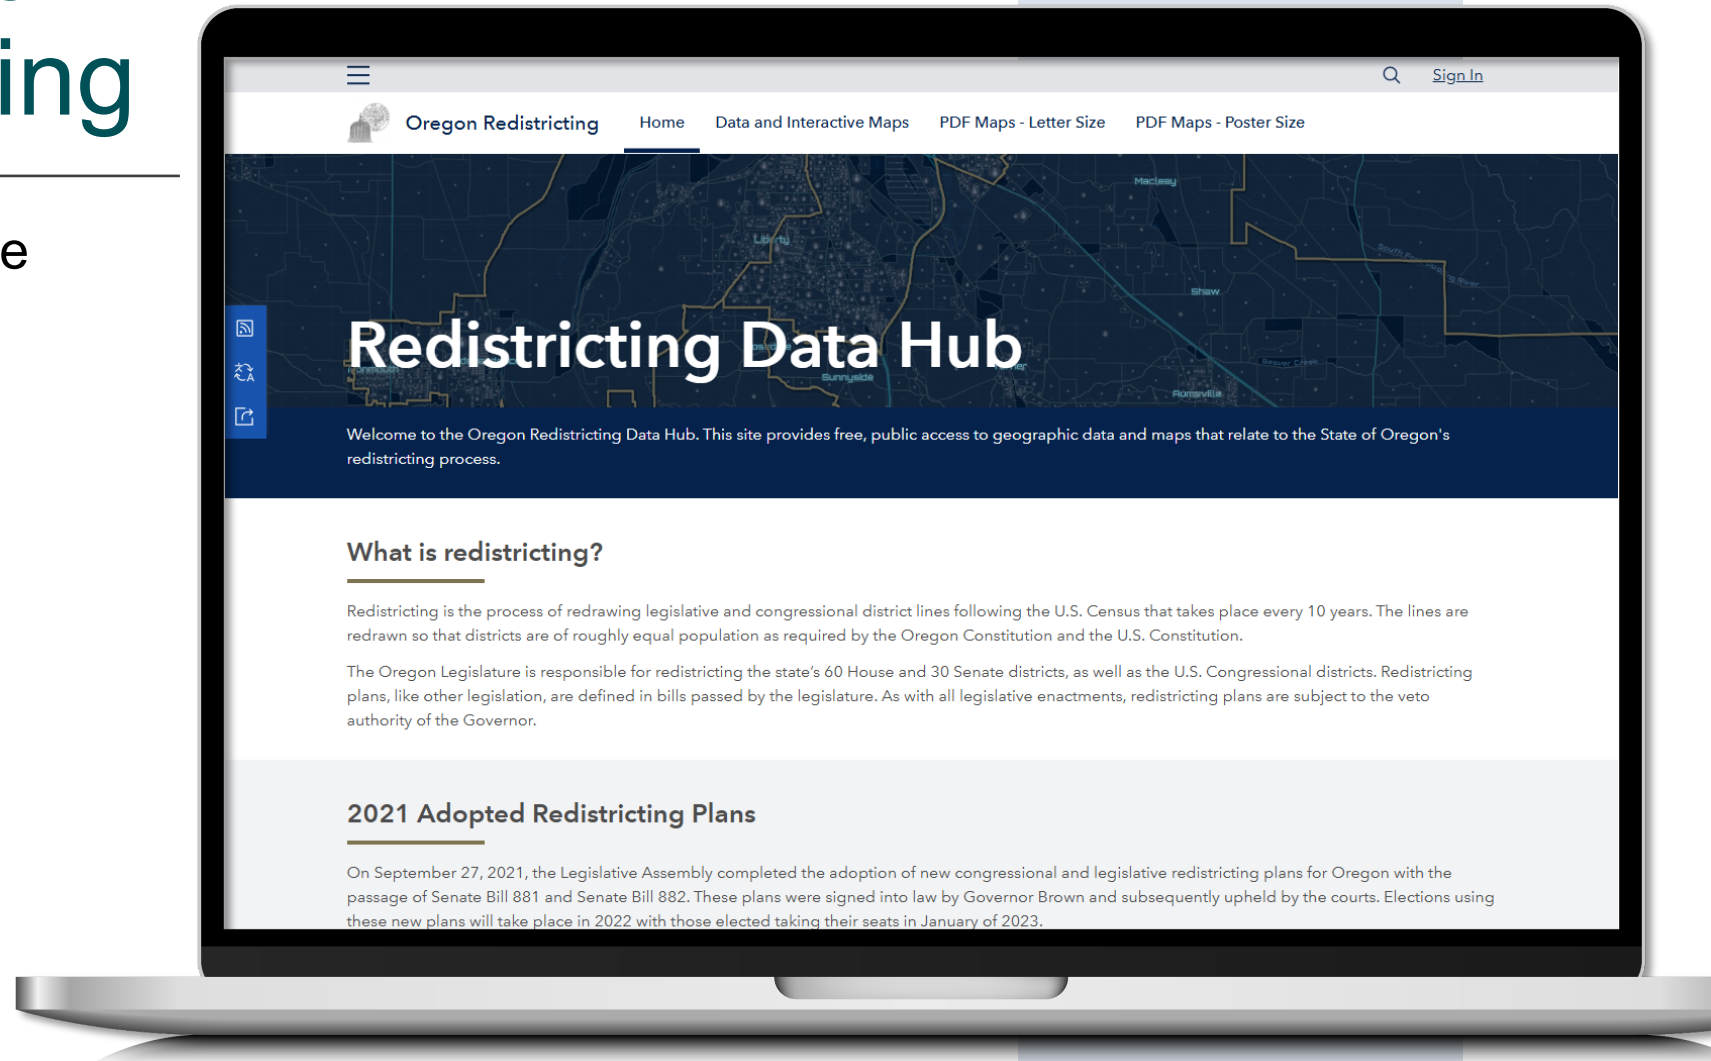 ing
e
Sign In
Oregon Redistricting Home Data and Interactive Maps PDF Maps - Letter Size PDF Maps - Poster Size
Macleay
Liberty
Shaw
Redistricting Data Hub
Sunnyside
Beaver Creek
Welcome to the Oregon Redistricting Data Hub. This site provides free, public access to geographic data and maps that relate to the State of Oregon's
redistricting process.
What is redistricting?
Redistricting is the process of redrawing legislative and congressional district lines following the U.S. Census that takes place every 10 years. The lines are
redrawn so that districts are of roughly equal population as required by the Oregon Constitution and the U.S. Constitution.
The Oregon Legislature is responsible for redistricting the state's 60 House and 30 Senate districts, as well as the U.S. Congressional districts. Redistricting
plans, like other legislation, are defined in bills passed by the legislature. As with all legislative enactments, redistricting plans are subject to the veto
authority of the Governor.
2021 Adopted Redistricting Plans
On September 27, 2021, the Legislative Assembly completed the adoption of new congressional and legislative redistricting plans for Oregon with the
passage of Senate Bill 881 and Senate Bill 882. These plans were signed into law by Governor Brown and subsequently upheld by the courts. Elections using
these new plans will take place in 2022 with those elected taking their seats in January of 2023.